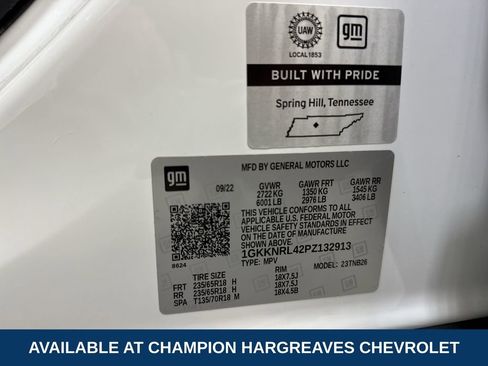 UAW
LOCAL 1853
gm
BUILT WITH PRIDE
Spring Hill, Tennessee
gm
MFD BY GENERAL MOTORS LLC
09/22 GVWR GAWR FRT GAWR RR
2722 KG 1350 KG 1545 KG
6001 LB 2976 LB 3406 LB
THIS VEHICLE CONFORMS TO ALL
APPLICABLE U.S. FEDERAL MOTOR
VEHICLE SAFETY STANDARDS IN
EFFECT ON THE DATE OF
MANUFACTURE SHOWN ABOVE.
1GKKNRL42PZ132913
TYPE: MPV MODEL: 23TNB26
8624
TIRE SIZE RIM
FRT 235/65R18 H 18X7.5J
RR 235/65R18 H 18X7.5J
SPA T135/70R18 M 18X4.5B
AVAILABLE AT CHAMPION HARGREAVES CHEVROLET